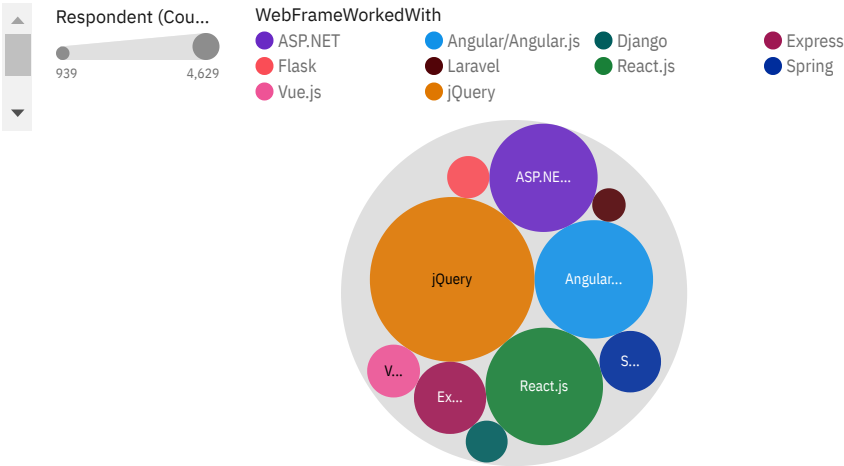 Respondent (Cou...
939
4,629
WebFrameWorkedWith
ASP.NET
Angular/Angular.js
Django
Express
Flask
Laravel
React.js
Spring
Vue.js
jQuery
ASP.NE...
jQuery
Angular...
S...
V...
React.js
Ex...